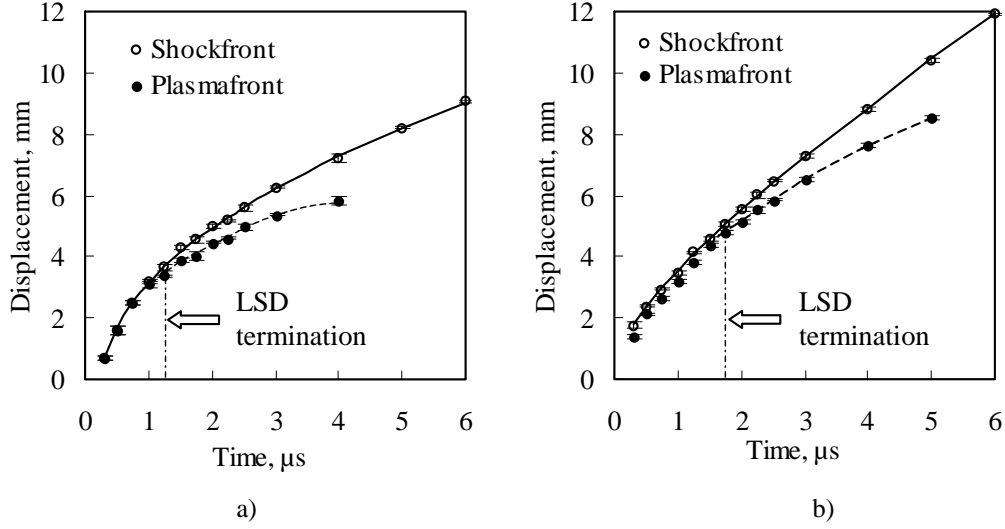 12
10
8
6
4
2
0
Displacement, mm
Shockfront
Plasmafront
LSD
termination
0 1 2 3 4 5 6
Time, μs
a)
12
10
8
6
4
2
0
Displacement, mm
Shockfront
Plasmafront
LSD
termination
0 1 2 3 4 5 6
Time, μs
b)